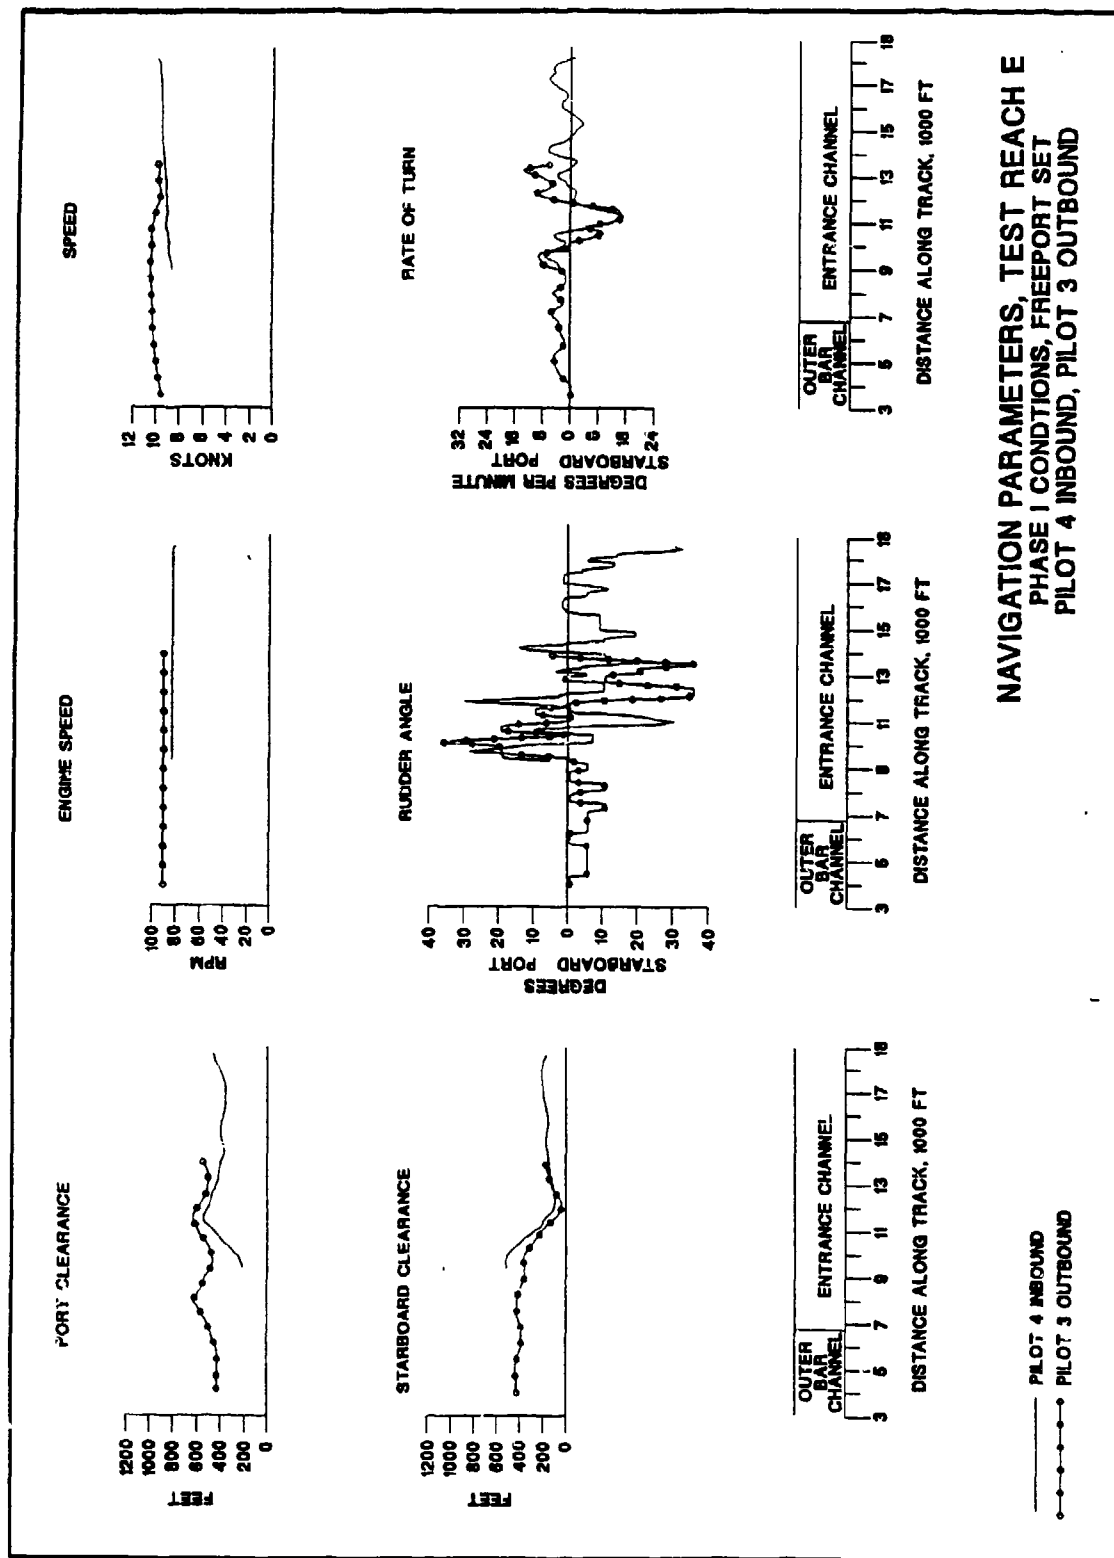 PORT CLEARANCE
1200
1000
800
600
400
200
0
FEET
STARBOARD CLEARANCE
1200
1000
800
600
400
200
0
FEET
OUTER BAR CHANNEL
ENTRANCE CHANNEL
3 5 7 9 11 13 15 17 18
DISTANCE ALONG TRACK, 1000 FT
ENGINE SPEED
100
80
60
40
20
0
RPM
RUDDER ANGLE
40
30
20
10
0
10
20
30
40
STARBOARD PORT
DEGREES
OUTER BAR CHANNEL
ENTRANCE CHANNEL
3 5 7 9 11 13 15 17 18
DISTANCE ALONG TRACK, 1000 FT
SPEED
12
10
8
6
4
2
0
KNOTS
RATE OF TURN
32
24
16
8
0
24
STARBOARD PORT
DEGREES PER MINUTE
OUTER BAR CHANNEL
ENTRANCE CHANNEL
3 5 7 9 11 13 15 17 18
DISTANCE ALONG TRACK, 1000 FT
PILOT 4 INBOUND
PILOT 3 OUTBOUND
NAVIGATION PARAMETERS, TEST REACH E
PHASE I CONDTIONS, FREEPORT SET
PILOT 4 INBOUND, PILOT 3 OUTBOUND